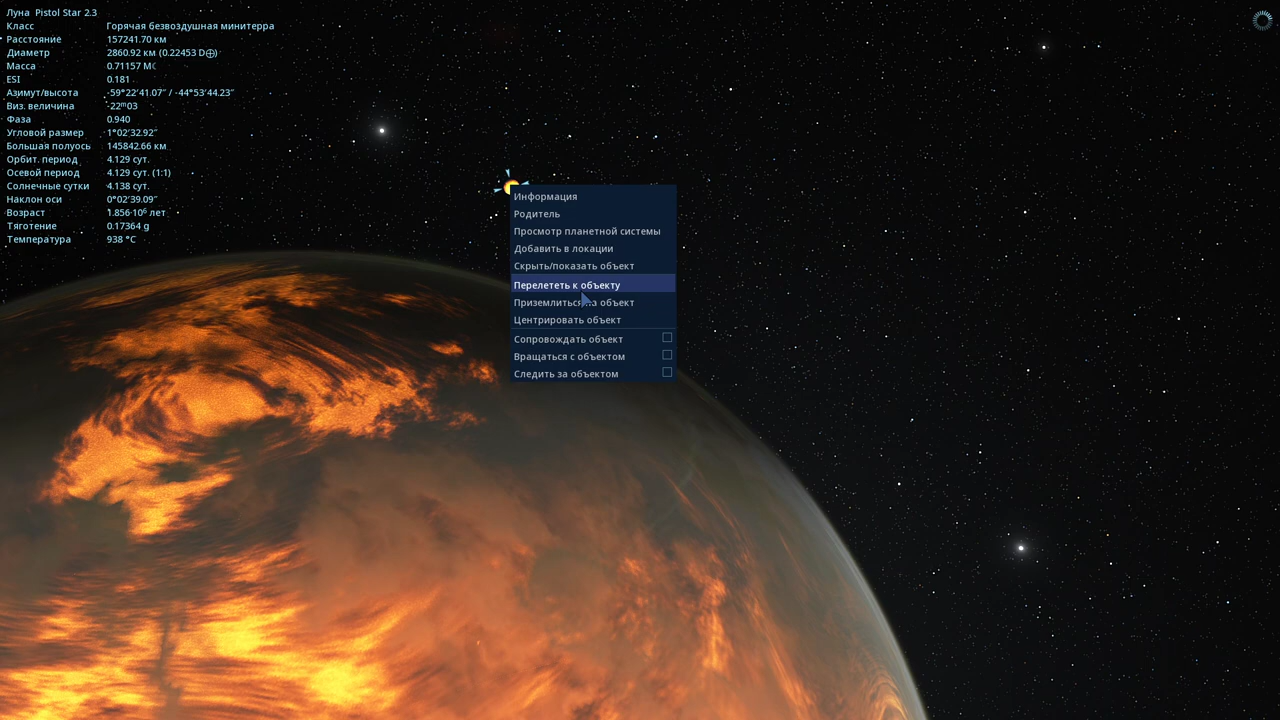 Луна Pistol Star 2.3
Класс Горячая безвоздушная минитерра
Расстояние 157241.70 км
Диаметр 2860.92 км (0.22453 D⊕)
Масса 0.71157 M☾
ESI 0.181
Азимут/высота -59°22′41.07″ / -44°53′44.23″
Виз. величина -22ᵐ03
Фаза 0.940
Угловой размер 1°02′32.92″
Большая полуось 145842.66 км
Орбит. период 4.129 сут.
Осевой период 4.129 сут. (1:1)
Солнечные сутки 4.138 сут.
Наклон оси 0°02′39.09″
Возраст 1.856·10⁶ лет
Тяготение 0.17364 g
Температура 938 °C
Информация
Родитель
Просмотр планетной системы
Добавить в локации
Скрыть/показать объект
Перелететь к объекту
Приземлиться на объект
Центрировать объект
Сопровождать объект
Вращаться с объектом
Следить за объектом